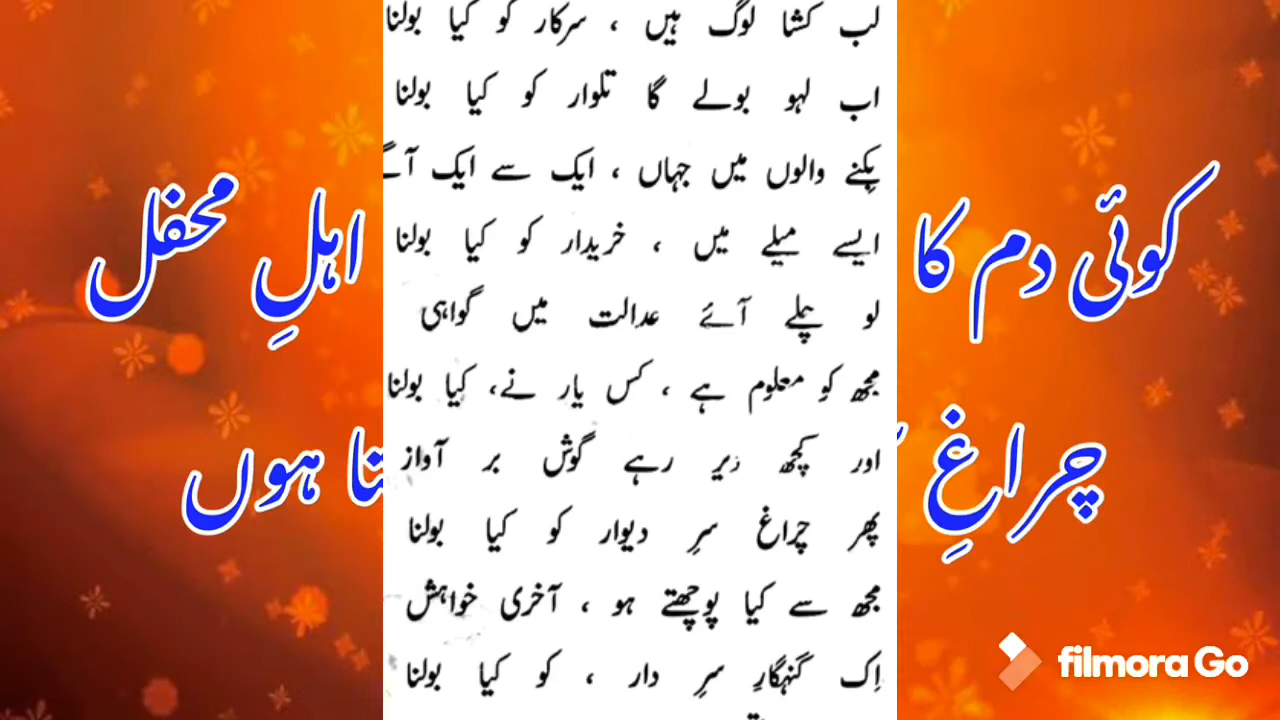 لب کشا لوگ ہیں ، سرکار کو کیا بولنا
اب لہو بولے گا تلوار کو کیا بولنا
بکنے والوں میں جہاں ، ایک سے ایک
ایسے میلے میں ، خریدار کو کیا بولنا
لو چلے آئے عدالت میں گواہی
مجھ کو معلوم ہے ، کس یار نے، کیا بولنا
اور کچھ دیر رہے گوش بر آواز
پھر چراغ سرِ دیوار کو کیا بولنا
مجھ سے کیا پوچھتے ہو ، آخری خواہش
اِک گنہگارِ سرِ دار ، کو کیا بولنا
کوئی دم کا اہلِ محفل
چراغِ ہوں
filmora Go